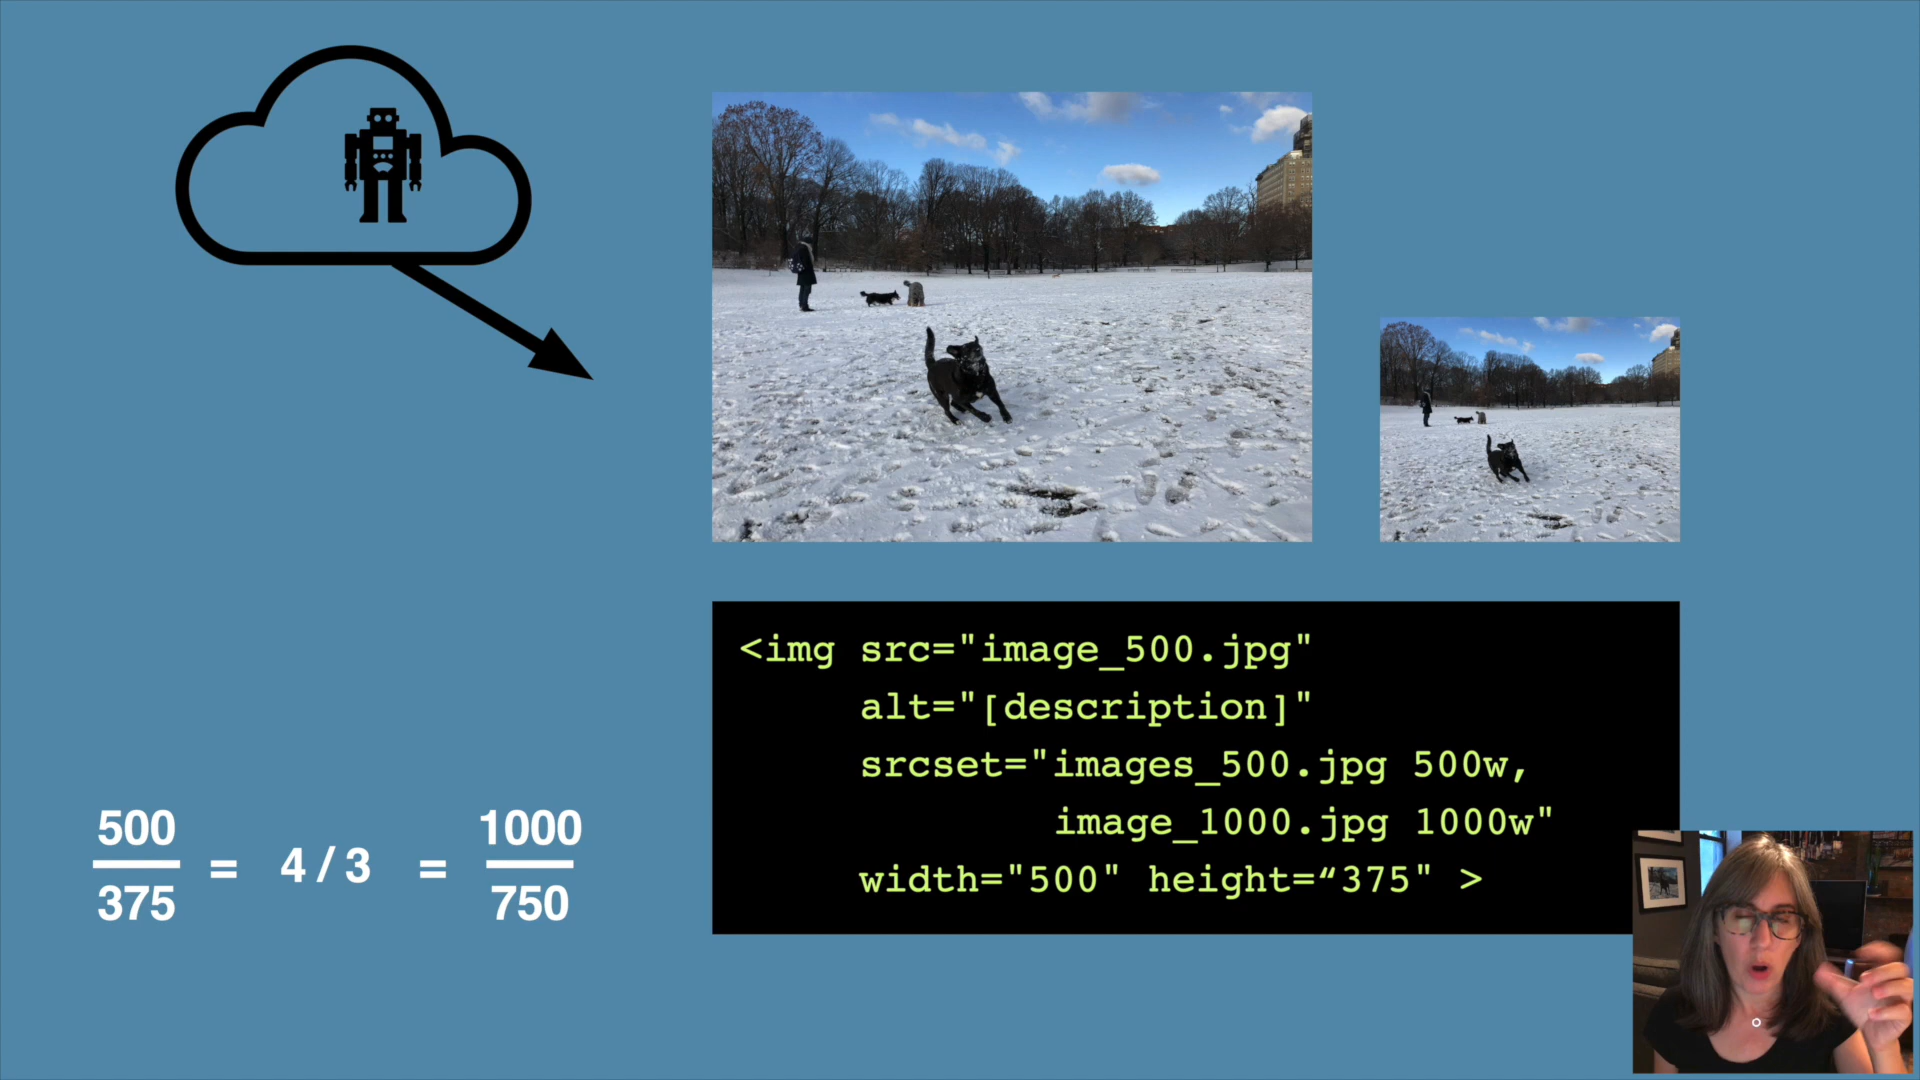 <img src="image_500.jpg"
alt="[description]"
srcset="images_500.jpg 500w,
image_1000.jpg 1000w"
width="500" height=“375" >
500
375
=
4 / 3
=
1000
750